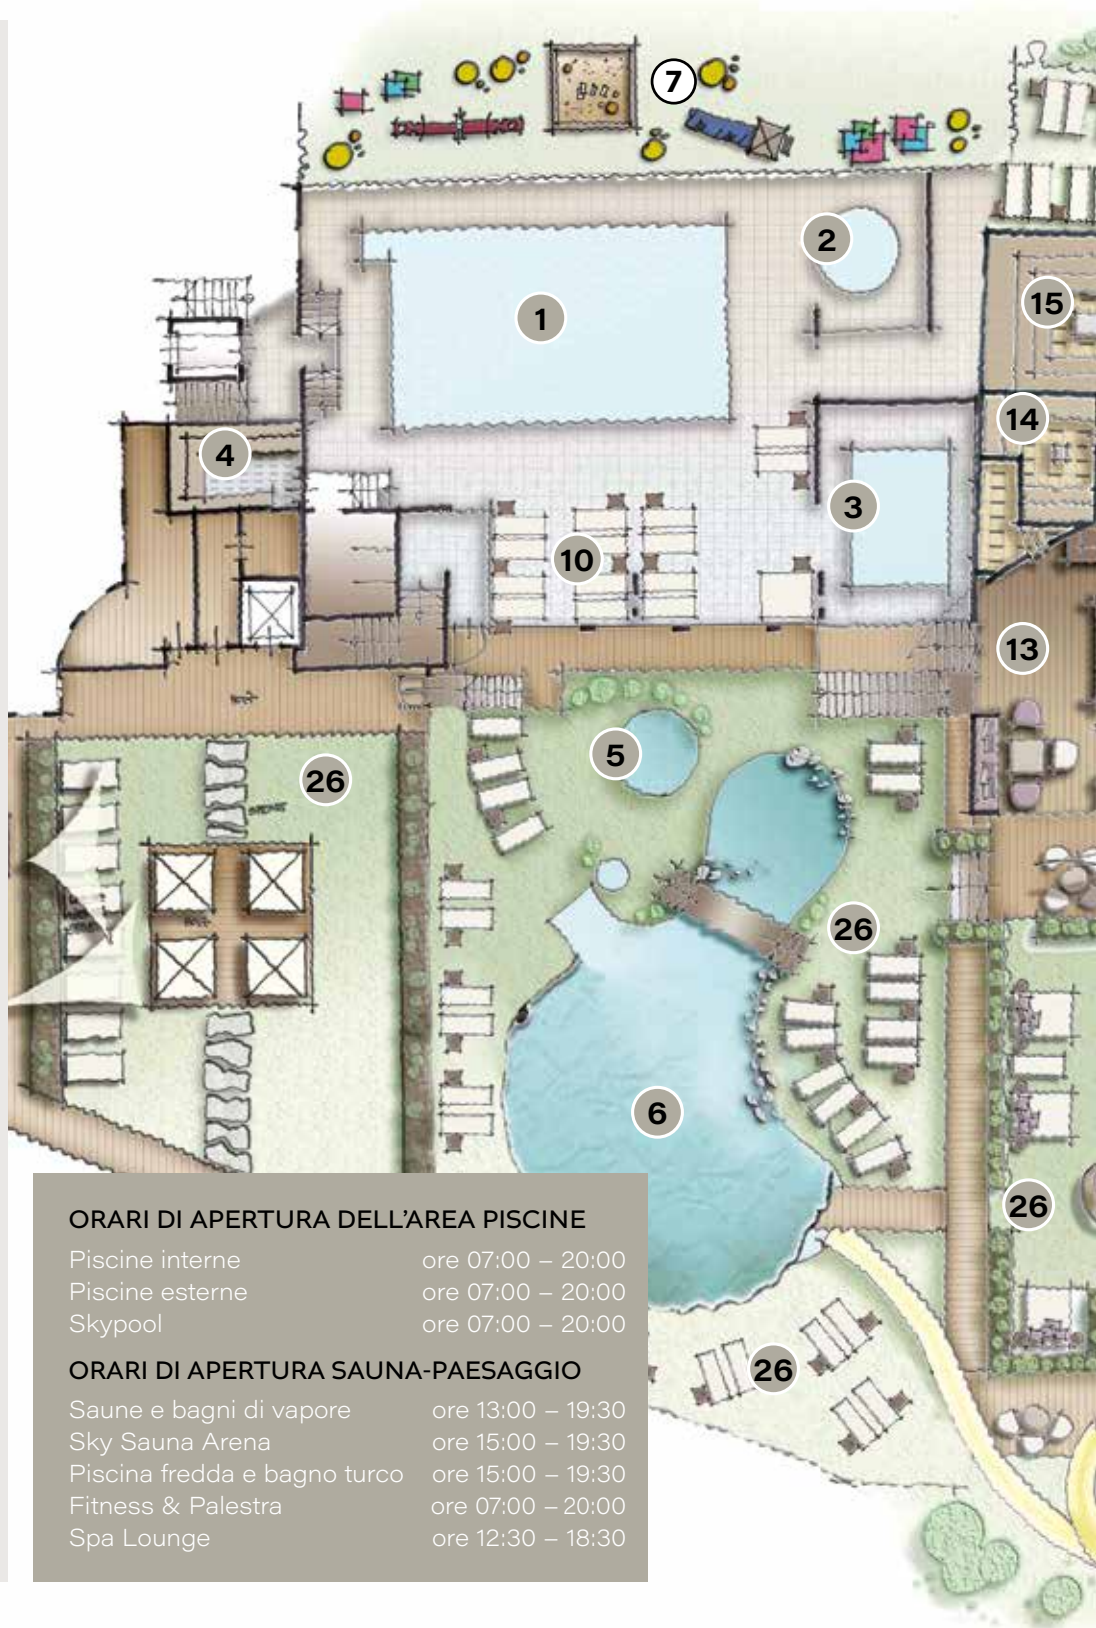 7
2
1
15
14
4
3
10
13
5
26
26
6
26
26
ORARI DI APERTURA DELL’AREA PISCINE
Piscine interne ore 07:00 – 20:00
Piscine esterne ore 07:00 – 20:00
Skypool ore 07:00 – 20:00
ORARI DI APERTURA SAUNA-PAESAGGIO
Saune e bagni di vapore ore 13:00 – 19:30
Sky Sauna Arena ore 15:00 – 19:30
Piscina fredda e bagno turco ore 15:00 – 19:30
Fitness & Palestra ore 07:00 – 20:00
Spa Lounge ore 12:30 – 18:30